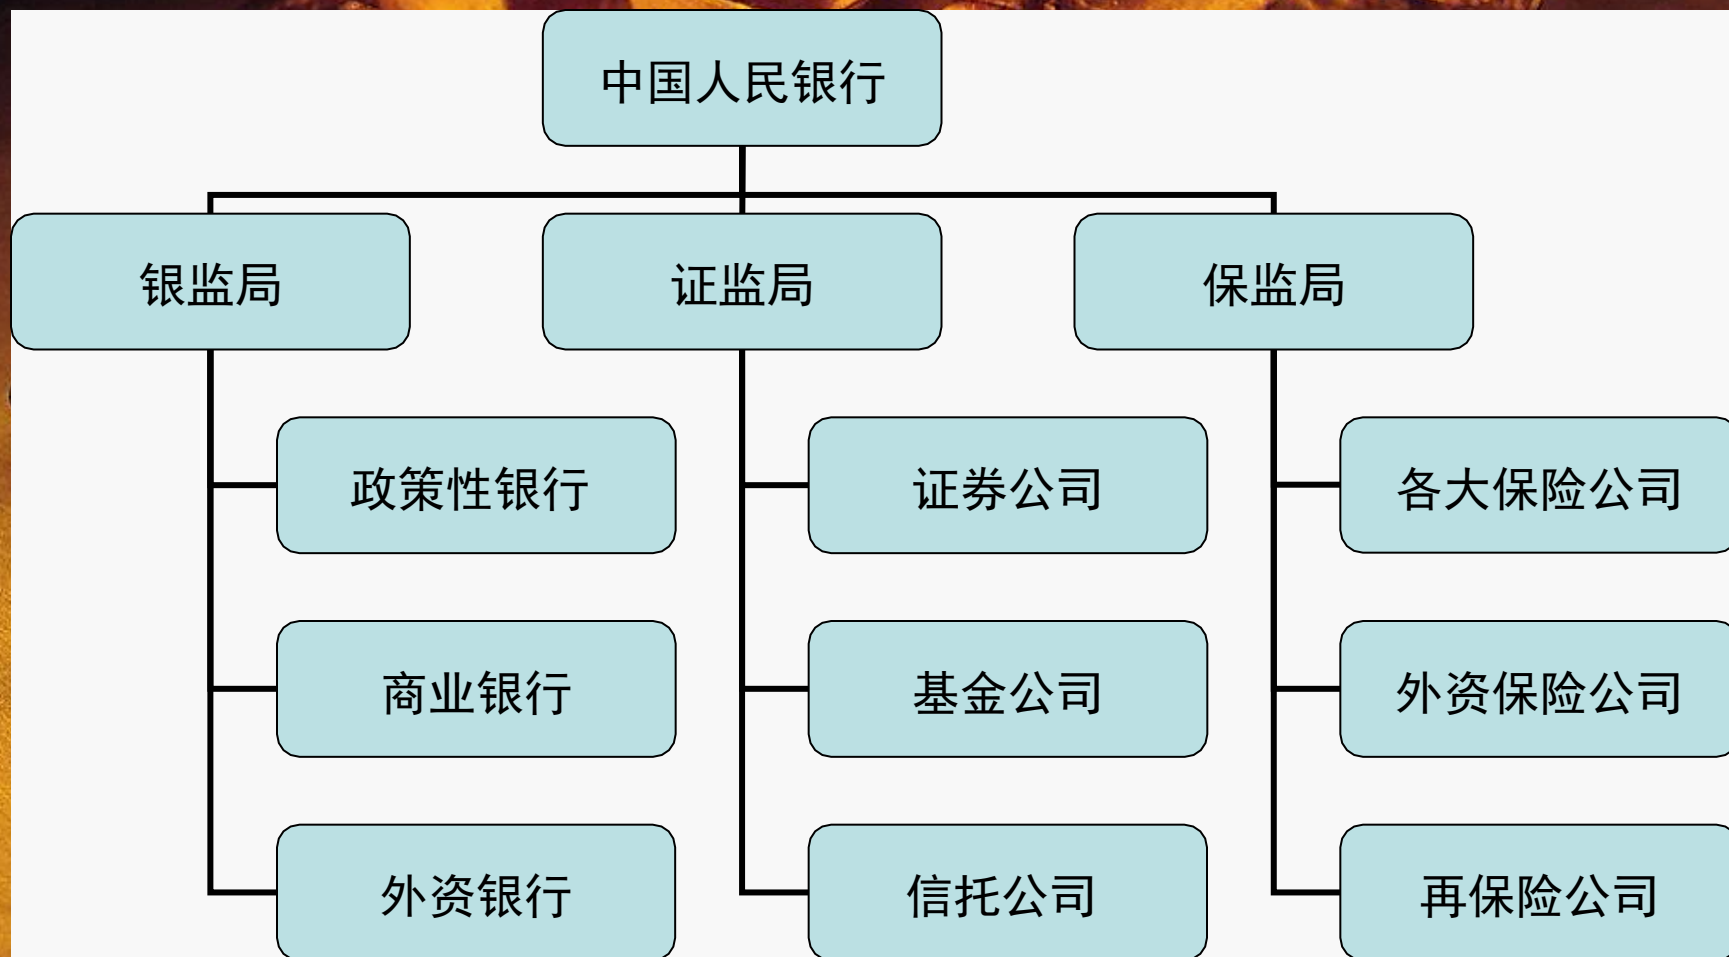 中国人民银行
银监局
证监局
保监局
政策性银行
证券公司
各大保险公司
商业银行
基金公司
外资保险公司
外资银行
信托公司
再保险公司